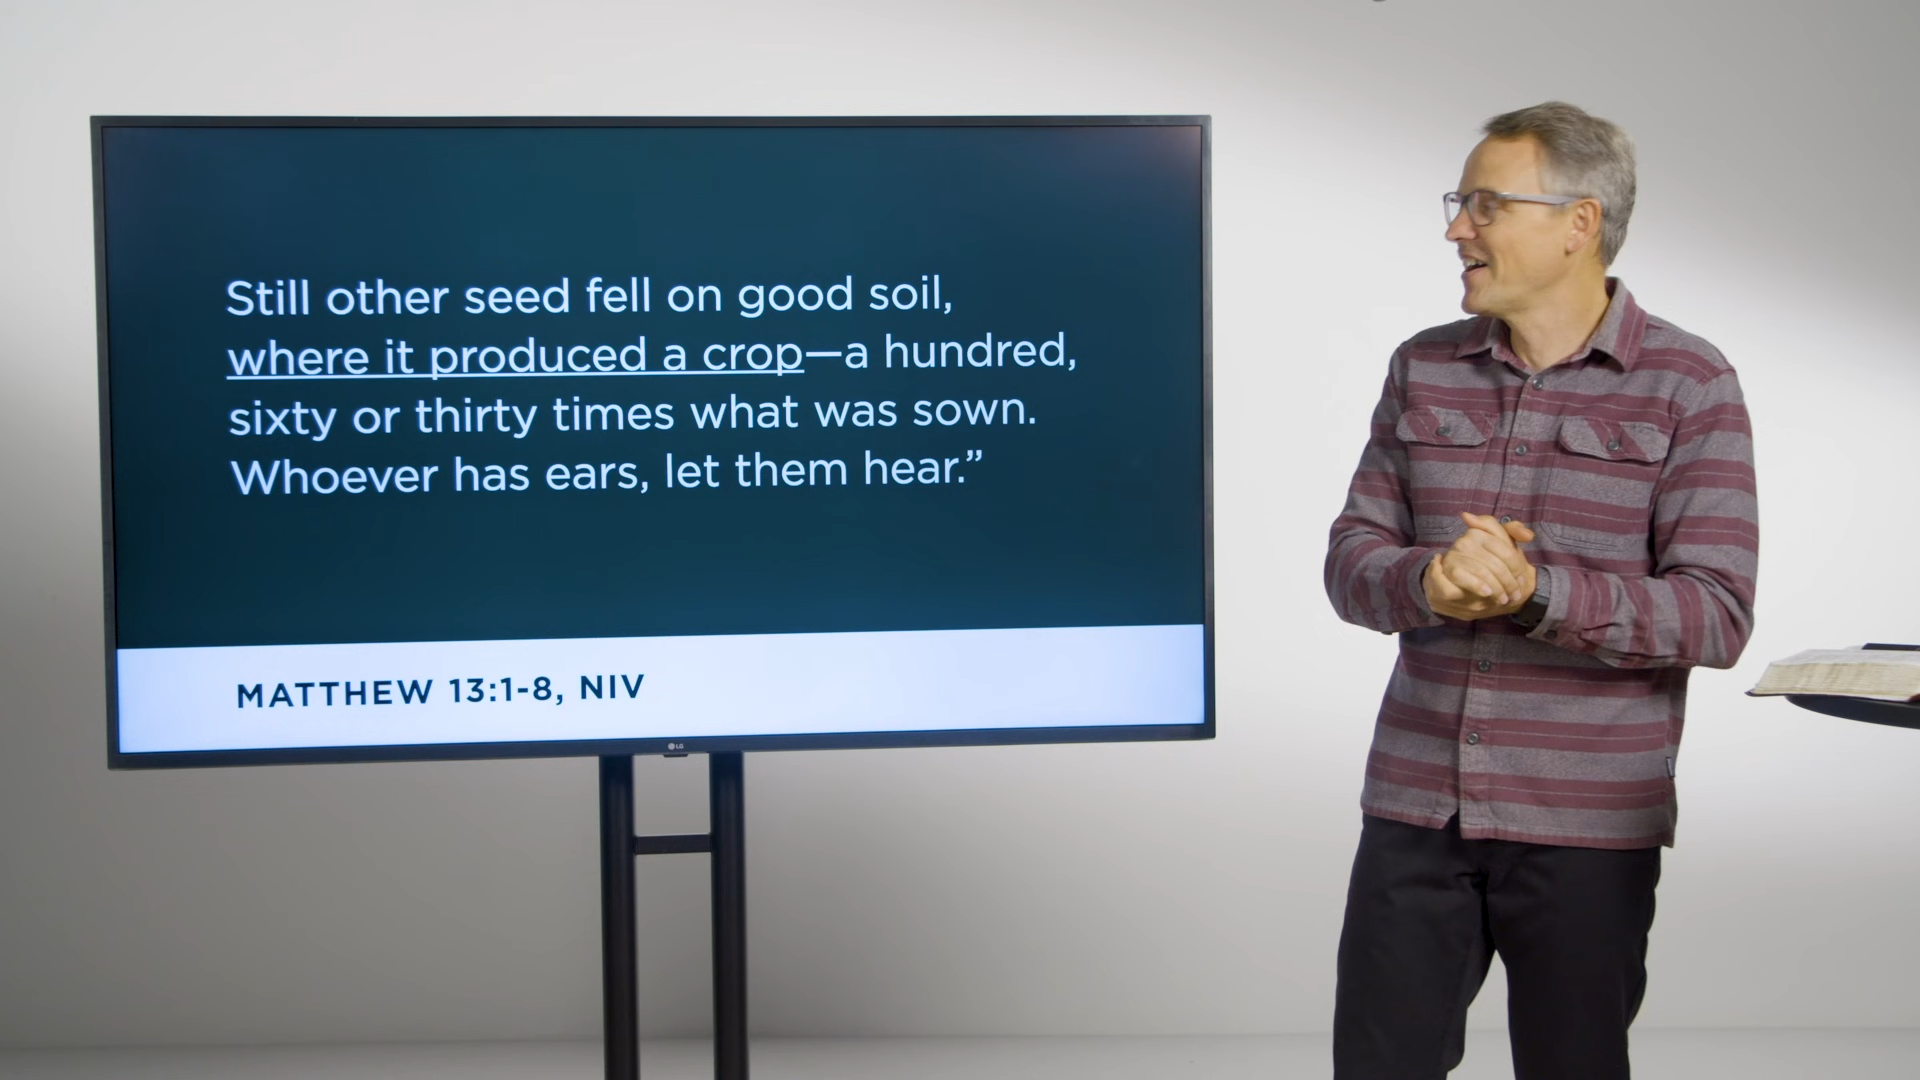 Still other seed fell on good soil,
where it produced a crop—a hundred,
sixty or thirty times what was sown.
Whoever has ears, let them hear.”
MATTHEW 13:1-8, NIV
LG